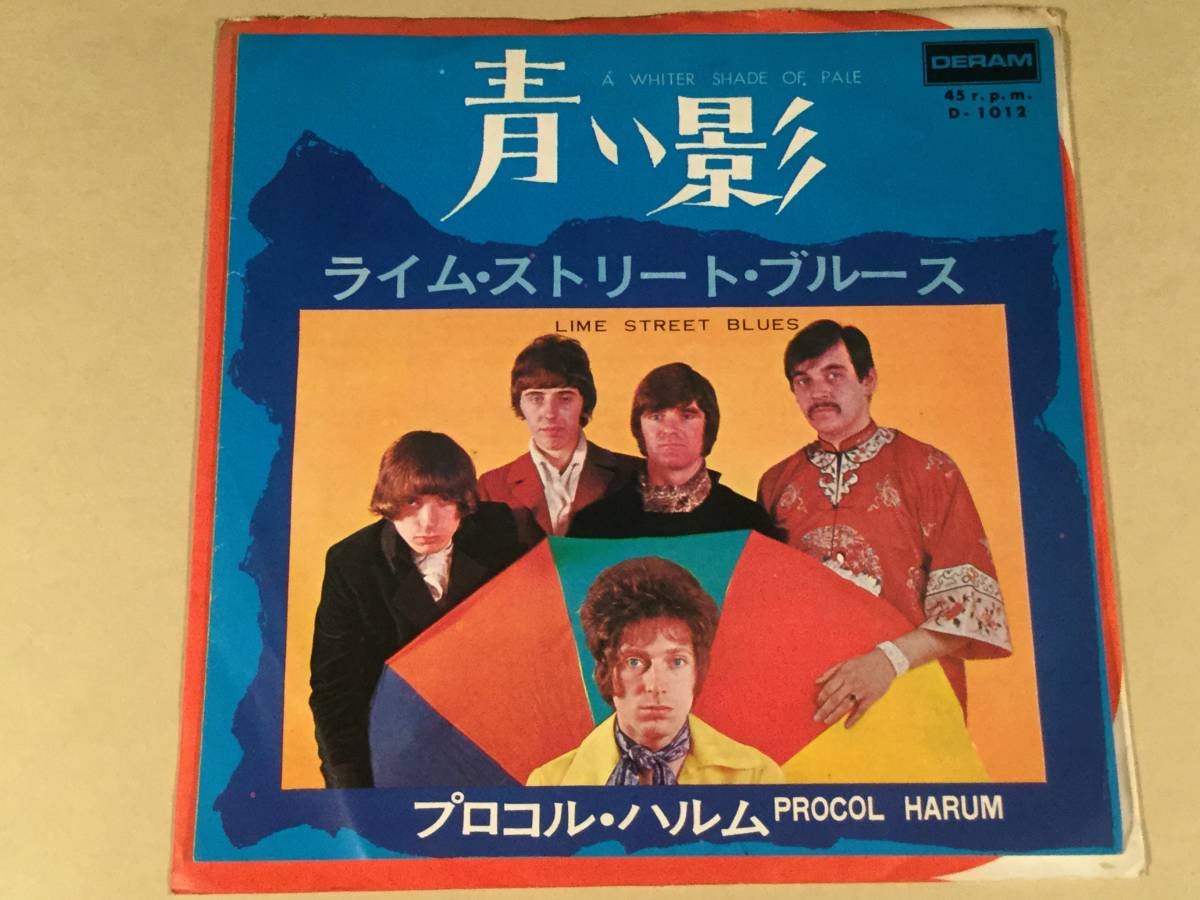 DERAM
45 r.p.m.
D-1012
A WHITER SHADE OF PALE
青い影
ライム・ストリート・ブルース
LIME STREET BLUES
プロコル・ハルム PROCOL HARUM